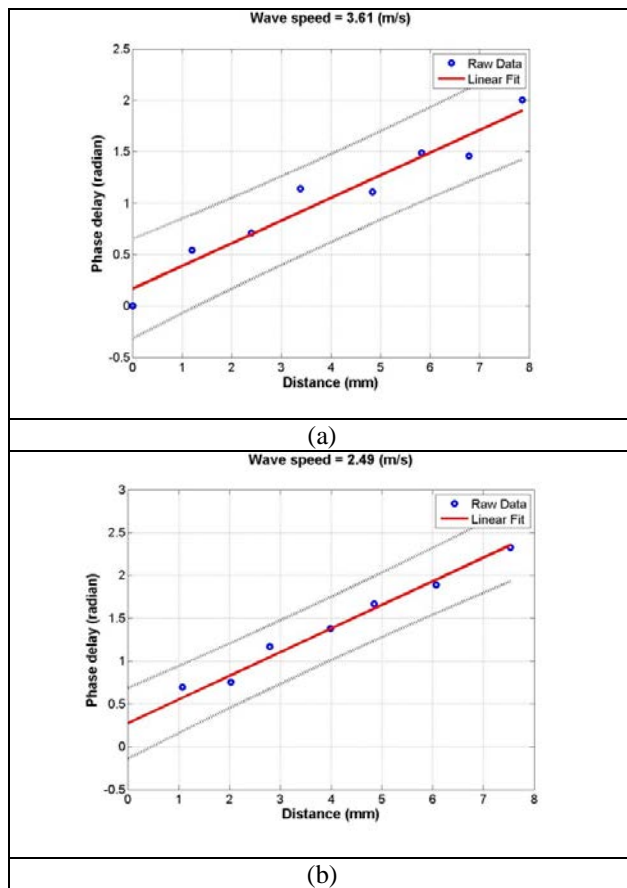 Wave speed = 3.61 (m/s)
2.5
2
1.5
1
0.5
0
-0.5
Phase delay (radian)
Raw Data
Linear Fit
0 1 2 3 4 5 6 7 8
Distance (mm)
(a)
Wave speed = 2.49 (m/s)
3
2.5
2
1.5
1
0.5
0
-0.5
Phase delay (radian)
Raw Data
Linear Fit
0 1 2 3 4 5 6 7 8
Distance (mm)
(b)